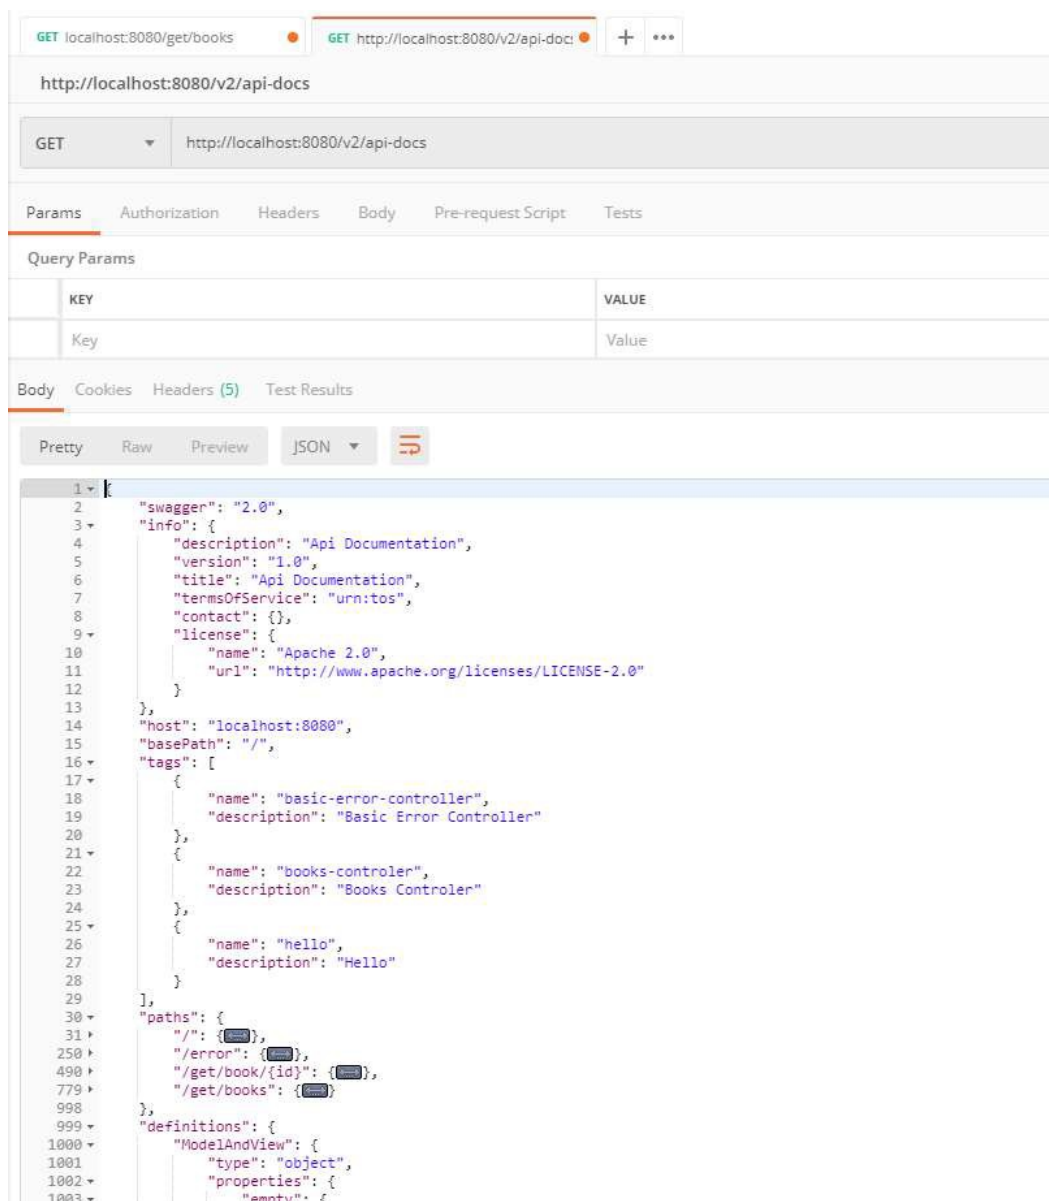 GET localhost:8080/get/books GET http://localhost:8080/v2/api-doc: + •••
http://localhost:8080/v2/api-docs
GET http://localhost:8080/v2/api-docs
Params Authorization Headers Body Pre-request Script Tests
Query Params
KEY VALUE
Key Value
Body Cookies Headers (5) Test Results
Pretty Raw Preview JSON
1 {
2 "swagger": "2.0",
3 "info": {
4 "description": "Api Documentation",
5 "version": "1.0",
6 "title": "Api Documentation",
7 "termsOfService": "urn:tos",
8 "contact": {},
9 "license": {
10 "name": "Apache 2.0",
11 "url": "http://www.apache.org/licenses/LICENSE-2.0"
12 }
13 },
14 "host": "localhost:8080",
15 "basePath": "/",
16 "tags": [
17 {
18 "name": "basic-error-controller",
19 "description": "Basic Error Controller"
20 },
21 {
22 "name": "books-controler",
23 "description": "Books Controler"
24 },
25 {
26 "name": "hello",
27 "description": "Hello"
28 }
29 ],
30 "paths": {
31 "/": {↔},
250 "/error": {↔},
490 "/get/book/{id}": {↔},
779 "/get/books": {↔}
998 },
999 "definitions": {
1000 "ModelAndView": {
1001 "type": "object",
1002 "properties": {
1003 "empty": {